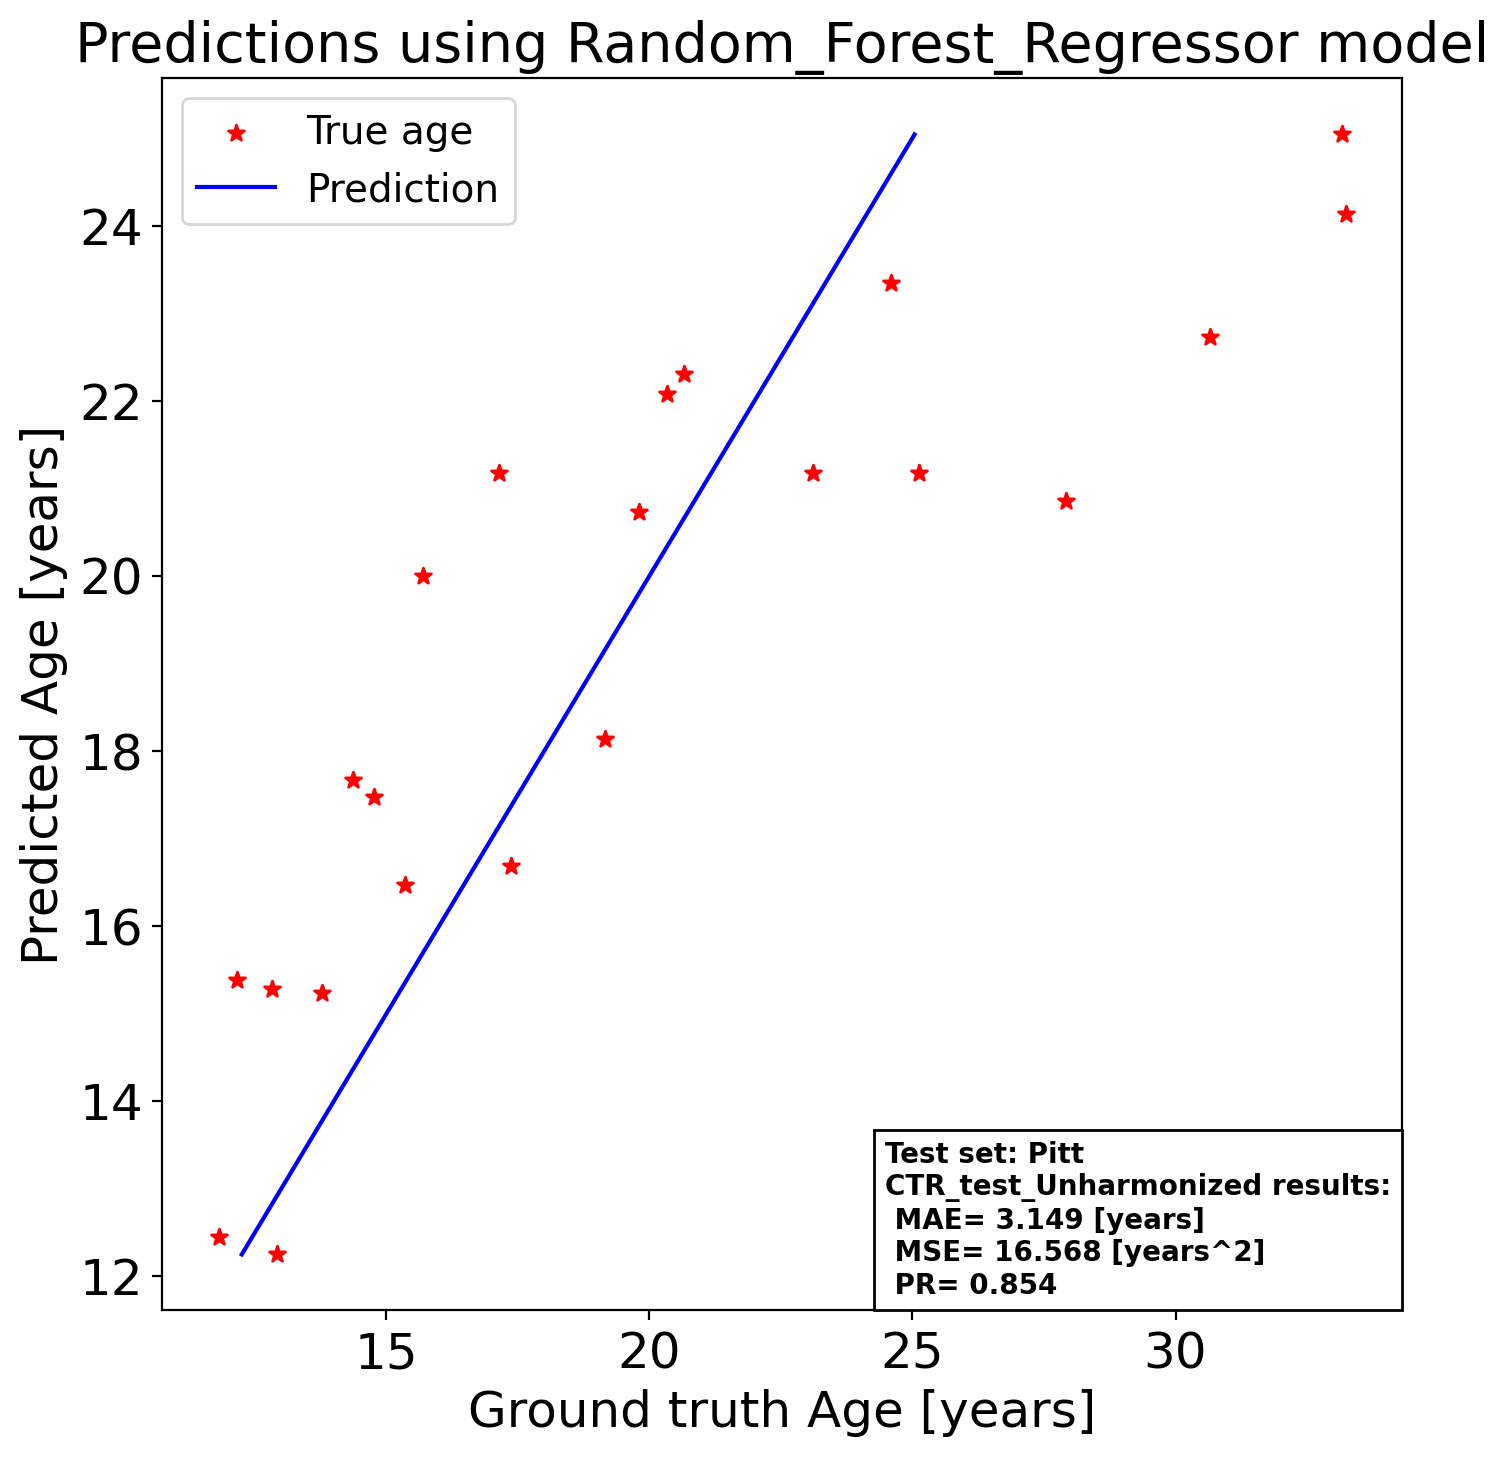 Predictions using Random_Forest_Regressor model
True age
Prediction
Predicted Age [years]
24
22
20
18
16
14
12
Test set: Pitt
CTR_test_Unharmonized results:
MAE= 3.149 [years]
MSE= 16.568 [years^2]
PR= 0.854
15 20 25 30
Ground truth Age [years]